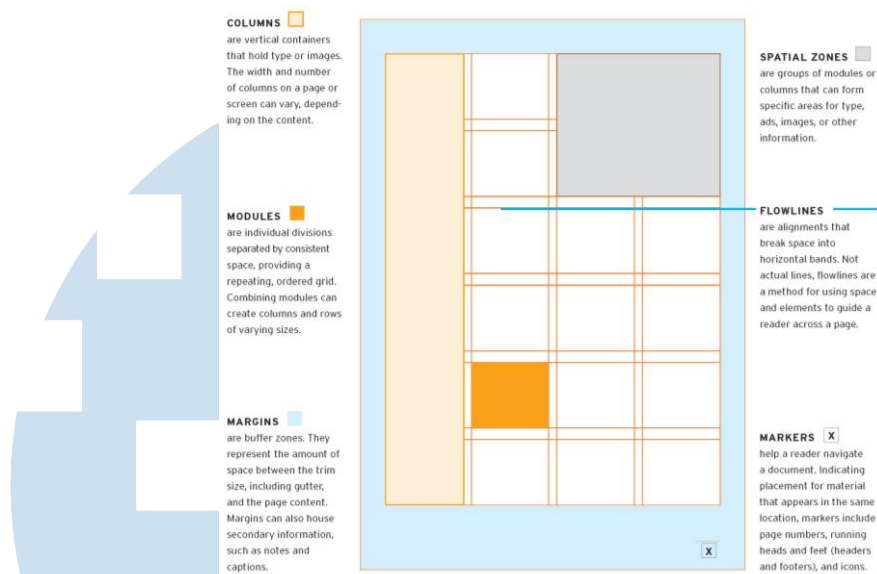 COLUMNS
are vertical containers
that hold type or images.
The width and number
of columns on a page or
screen can vary, depend-
ing on the content.
MODULES
are individual divisions
separated by consistent
space, providing a
repeating, ordered grid.
Combining modules can
create columns and rows
of varying sizes.
MARGINS
are buffer zones. They
represent the amount of
space between the trim
size, including gutter,
and the page content.
Margins can also house
secondary information,
such as notes and
captions.
X
SPATIAL ZONES
are groups of modules or
columns that can form
specific areas for type,
ads, images, or other
information.
FLOWLINES
are alignments that
break space into
horizontal bands. Not
actual lines, flowlines are
a method for using space
and elements to guide a
reader across a page.
MARKERS X
help a reader navigate
a document. Indicating
placement for material
that appears in the same
location, markers include
page numbers, running
heads and feet (headers
and footers), and icons.